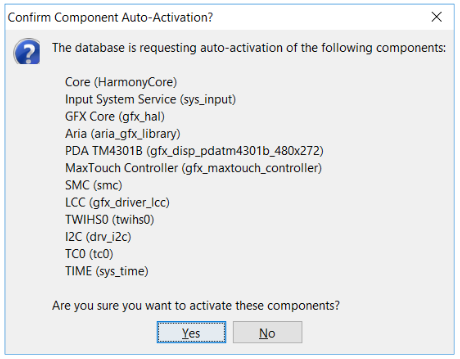 Confirm Component Auto-Activation?
The database is requesting auto-activation of the following components:
Core (HarmonyCore)
Input System Service (sys_input)
GFX Core (gfx_hal)
Aria (aria_gfx_library)
PDA TM4301B (gfx_disp_pdatm4301b_480x272)
MaxTouch Controller (gfx_maxtouch_controller)
SMC (smc)
LCC (gfx_driver_lcc)
TWIHS0 (twihs0)
I2C (drv_i2c)
TC0 (tc0)
TIME (sys_time)
Are you sure you want to activate these components?
Yes No